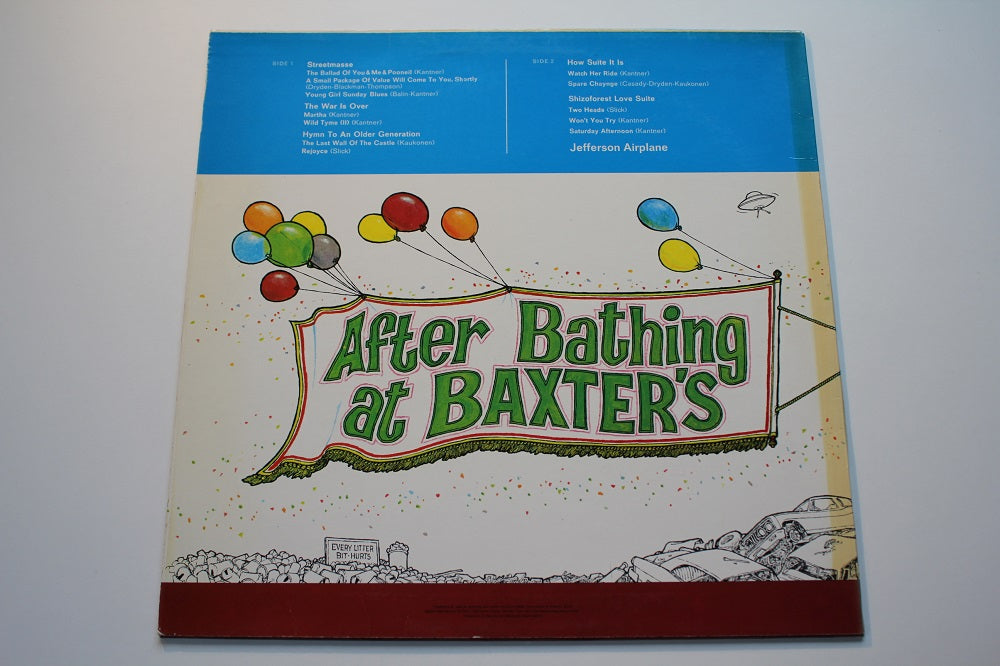 SIDE 1
Streetmasse
The Ballad Of You & Me & Pooneil (Kantner)
A Small Package Of Value Will Come To You, Shortly
(Dryden-Blackman-Thompson)
Young Girl Sunday Blues (Balin-Kantner)
The War Is Over
Martha (Kantner)
Wild Tyme (H) (Kantner)
Hymn To An Older Generation
The Last Wall Of The Castle (Kaukonen)
Rejoyce (Slick)
SIDE 2
How Suite It Is
Watch Her Ride (Kantner)
Spare Chaynge (Casady-Dryden-Kaukonen)
Shizoforest Love Suite
Two Heads (Slick)
Won't You Try (Kantner)
Saturday Afternoon (Kantner)
Jefferson Airplane
After Bathing
at BAXTER'S
EVERY LITTER
BIT·HURTS